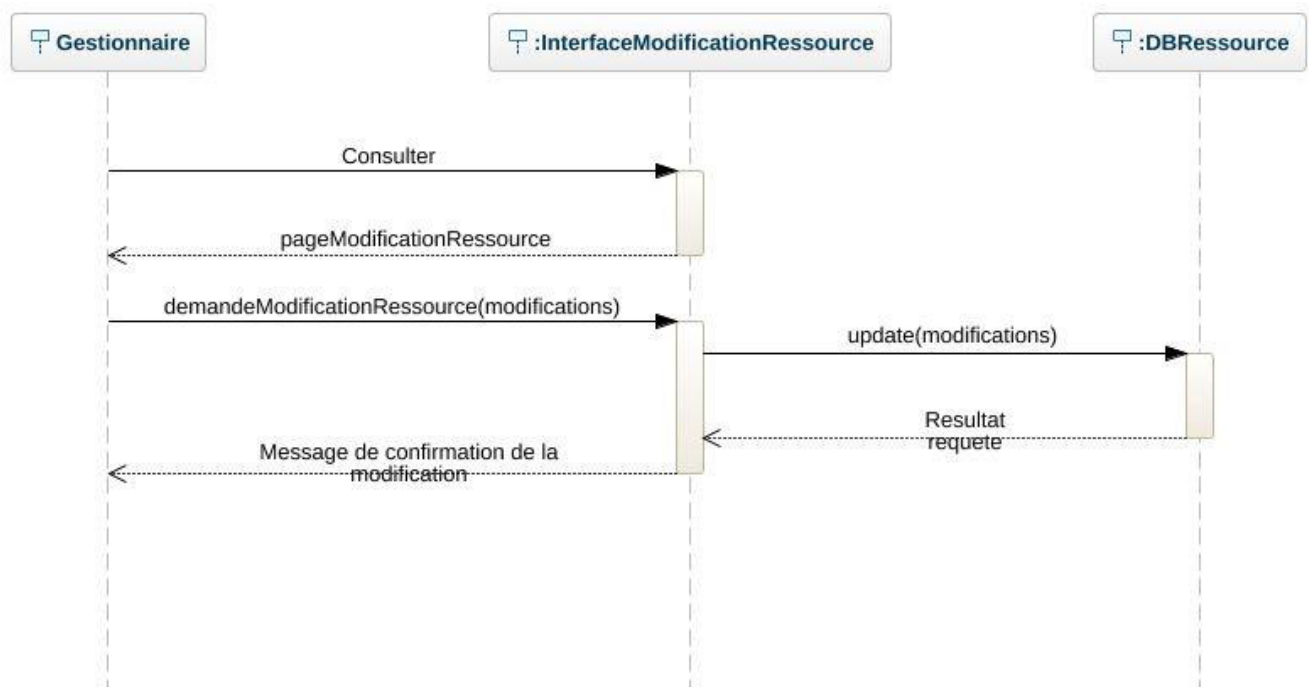 Gestionnaire
:InterfaceModificationRessource
:DBRessource
Consulter
pageModificationRessource
demandeModificationRessource(modifications)
update(modifications)
Resultat
requete
Message de confirmation de la
modification